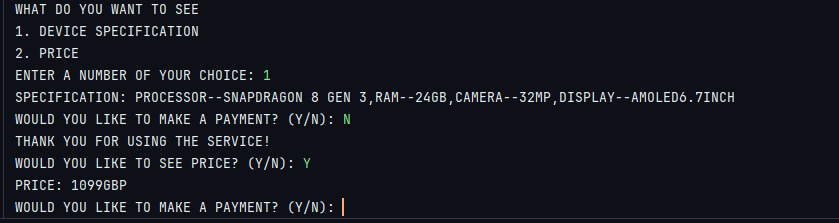 WHAT DO YOU WANT TO SEE
1. DEVICE SPECIFICATION
2. PRICE
ENTER A NUMBER OF YOUR CHOICE: 1
SPECIFICATION: PROCESSOR--SNAPDRAGON 8 GEN 3,RAM--24GB,CAMERA--32MP,DISPLAY--AMOLED6.7INCH
WOULD YOU LIKE TO MAKE A PAYMENT? (Y/N): N
THANK YOU FOR USING THE SERVICE!
WOULD YOU LIKE TO SEE PRICE? (Y/N): Y
PRICE: 1099GBP
WOULD YOU LIKE TO MAKE A PAYMENT? (Y/N):